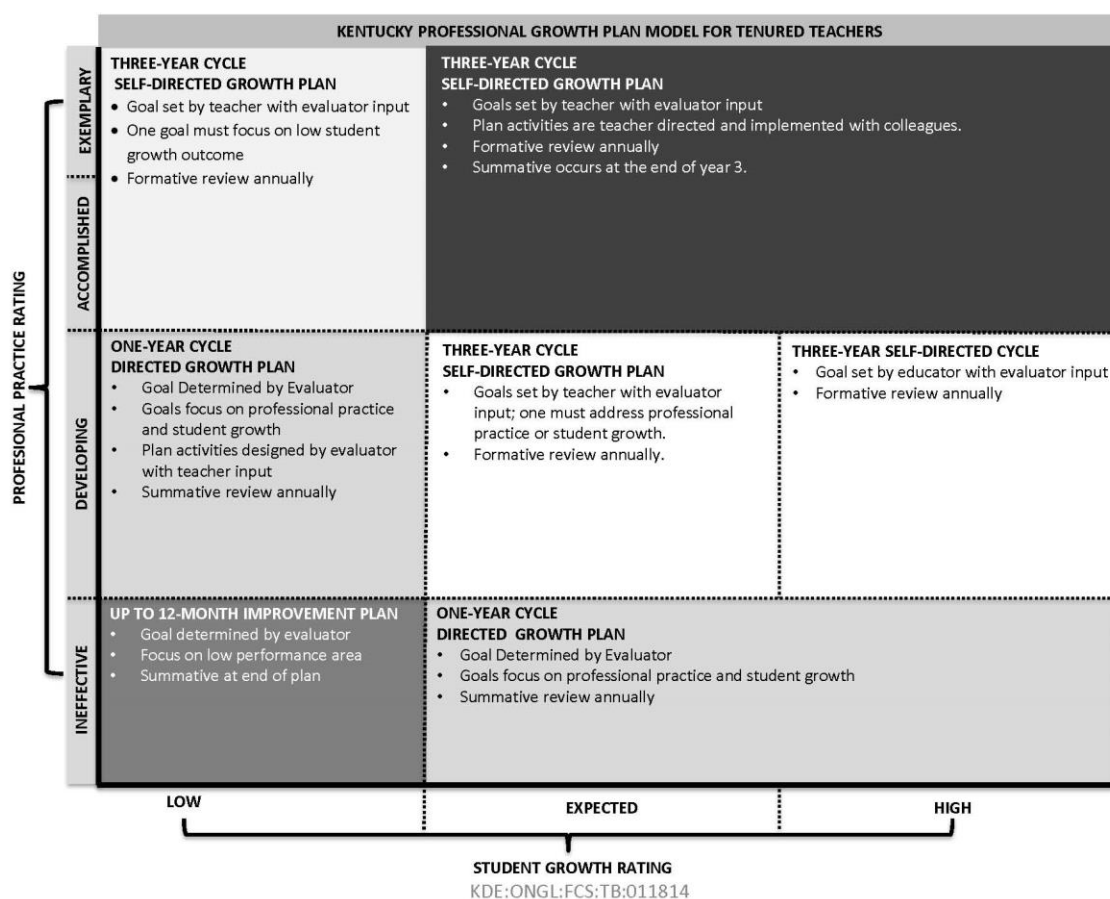 KENTUCKY PROFESSIONAL GROWTH PLAN MODEL FOR TENURED TEACHERS
PROFESIONAL PRACTICE RATING
EXEMPLARY
ACCOMPLISHED
THREE-YEAR CYCLE
SELF-DIRECTED GROWTH PLAN
• Goal set by teacher with evaluator input
• One goal must focus on low student
growth outcome
• Formative review annually
THREE-YEAR CYCLE
SELF-DIRECTED GROWTH PLAN
• Goals set by teacher with evaluator input
• Plan activities are teacher directed and implemented with colleagues.
• Formative review annually
• Summative occurs at the end of year 3.
DEVELOPING
ONE-YEAR CYCLE
DIRECTED GROWTH PLAN
• Goal Determined by Evaluator
• Goals focus on professional practice
and student growth
• Plan activities designed by evaluator
with teacher input
• Summative review annually
THREE-YEAR CYCLE
SELF-DIRECTED GROWTH PLAN
• Goals set by teacher with evaluator
input; one must address professional
practice or student growth.
• Formative review annually.
THREE-YEAR SELF-DIRECTED CYCLE
• Goal set by educator with evaluator input
• Formative review annually
INEFFECTIVE
UP TO 12-MONTH IMPROVEMENT PLAN
• Goal determined by evaluator
• Focus on low performance area
• Summative at end of plan
ONE-YEAR CYCLE
DIRECTED GROWTH PLAN
• Goal Determined by Evaluator
• Goals focus on professional practice and student growth
• Summative review annually
LOW
EXPECTED
HIGH
STUDENT GROWTH RATING
KDE:ONGL:FCS:TB:011814